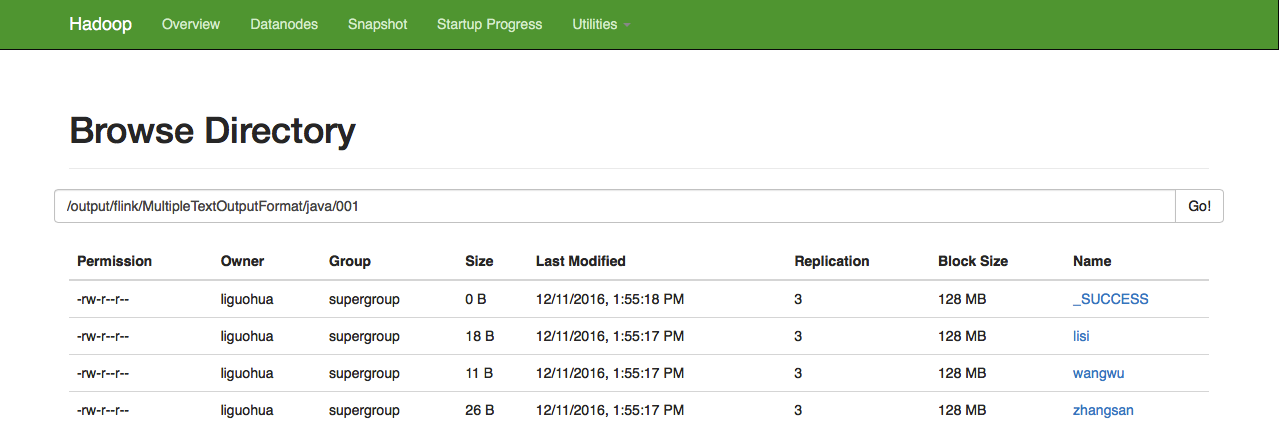 Hadoop Overview Datanodes Snapshot Startup Progress Utilities
Browse Directory
/output/flink/MultipleTextOutputFormat/java/001 Go!
Permission Owner Group Size Last Modified Replication Block Size Name
-rw-r--r-- liguohua supergroup 0 B 12/11/2016, 1:55:18 PM 3 128 MB _SUCCESS
-rw-r--r-- liguohua supergroup 18 B 12/11/2016, 1:55:17 PM 3 128 MB lisi
-rw-r--r-- liguohua supergroup 11 B 12/11/2016, 1:55:17 PM 3 128 MB wangwu
-rw-r--r-- liguohua supergroup 26 B 12/11/2016, 1:55:17 PM 3 128 MB zhangsan